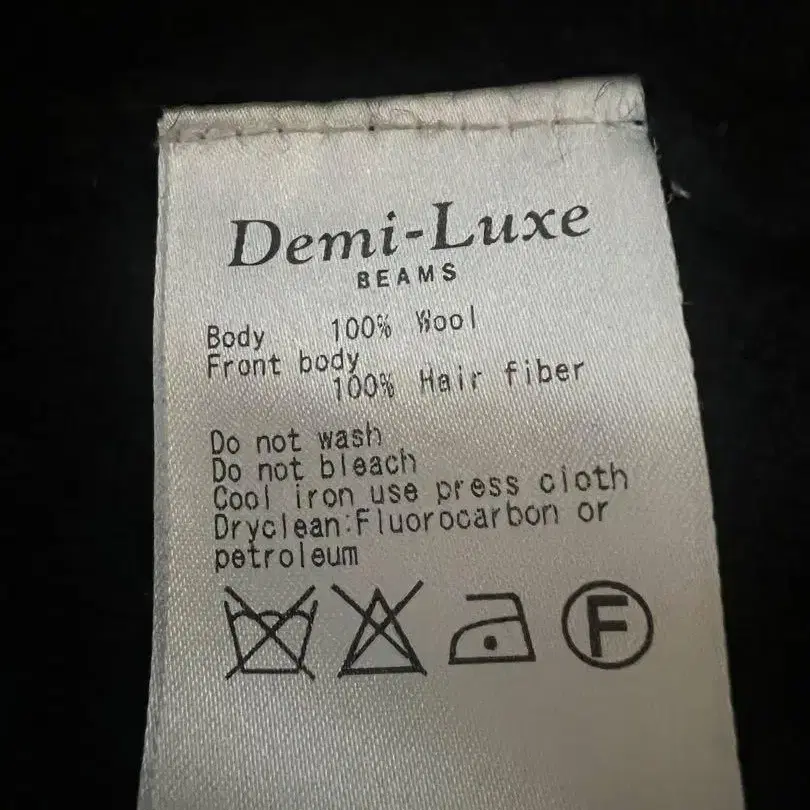 Demi-Luxe
BEAMS
Body 100% Wool
Front body
100% Hair fiber
Do not wash
Do not bleach
Cool iron use press cloth
Dryclean:Fluorocarbon or
petroleum
F